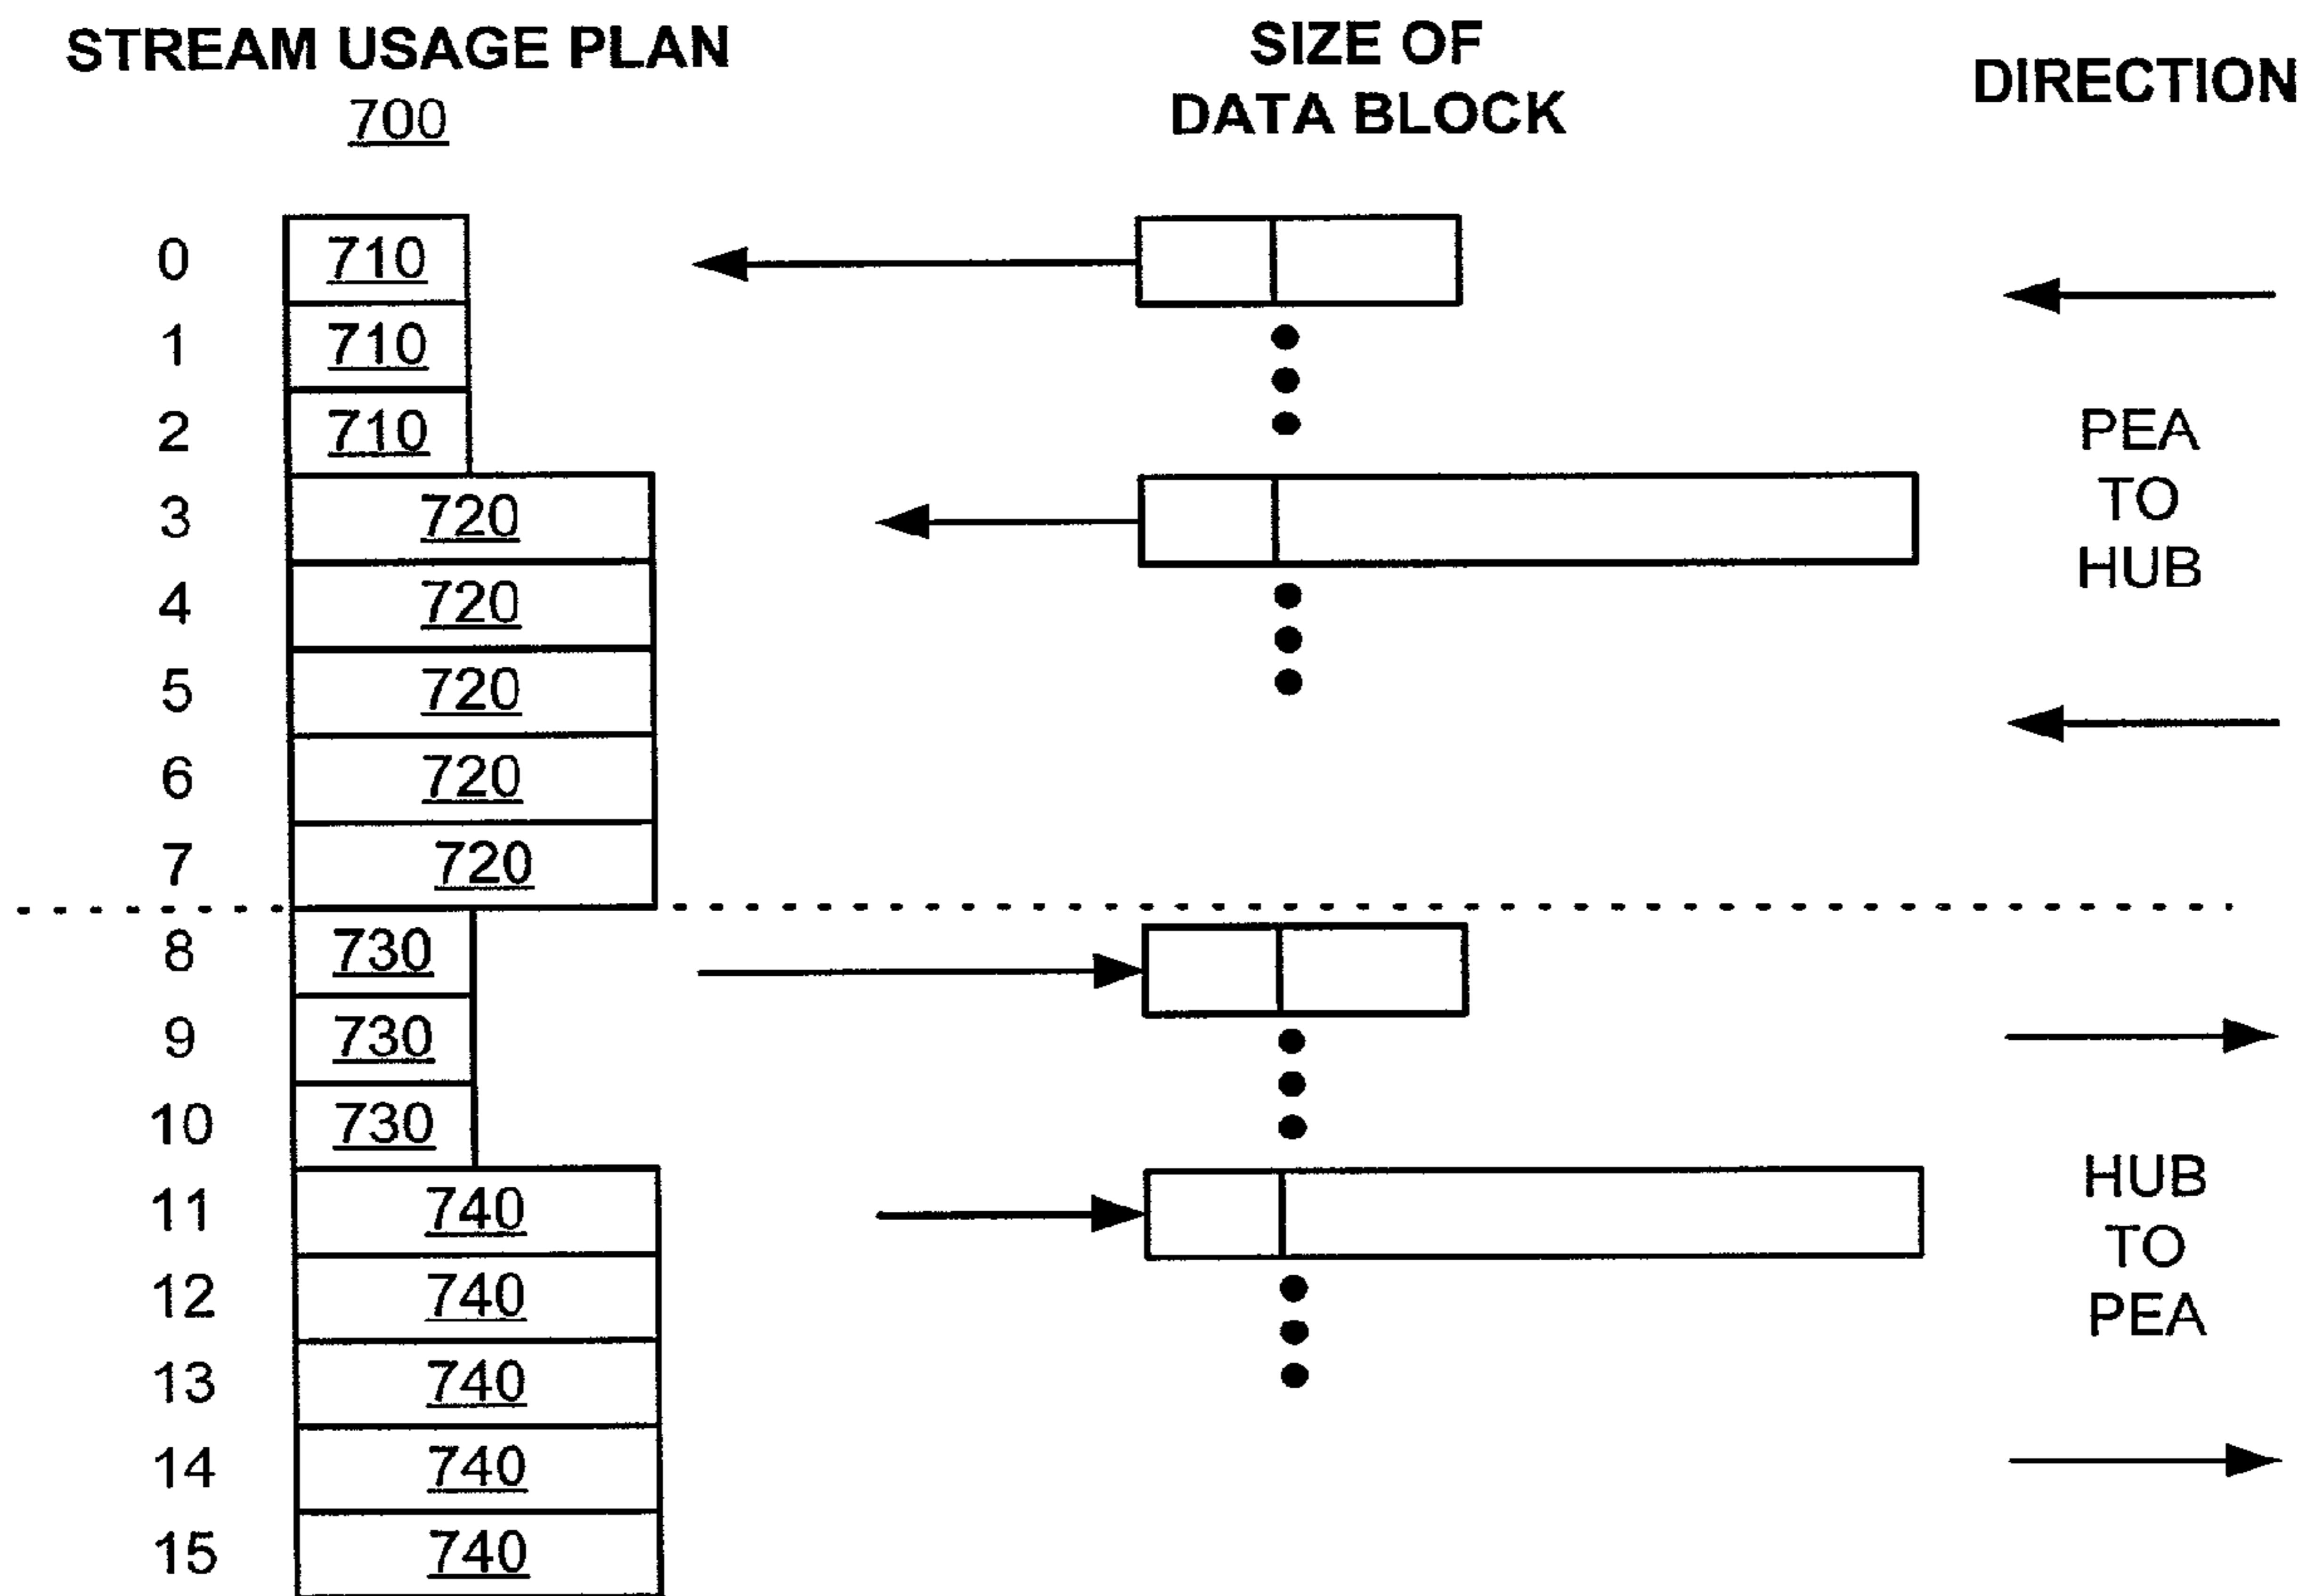 STREAM USAGE PLAN
700
SIZE OF
DATA BLOCK
DIRECTION
0 710
1 710
2 710
3 720
4 720
5 720
6 720
7 720
PEA
TO
HUB
8 730
9 730
10 730
11 740
12 740
13 740
14 740
15 740
HUB
TO
PEA